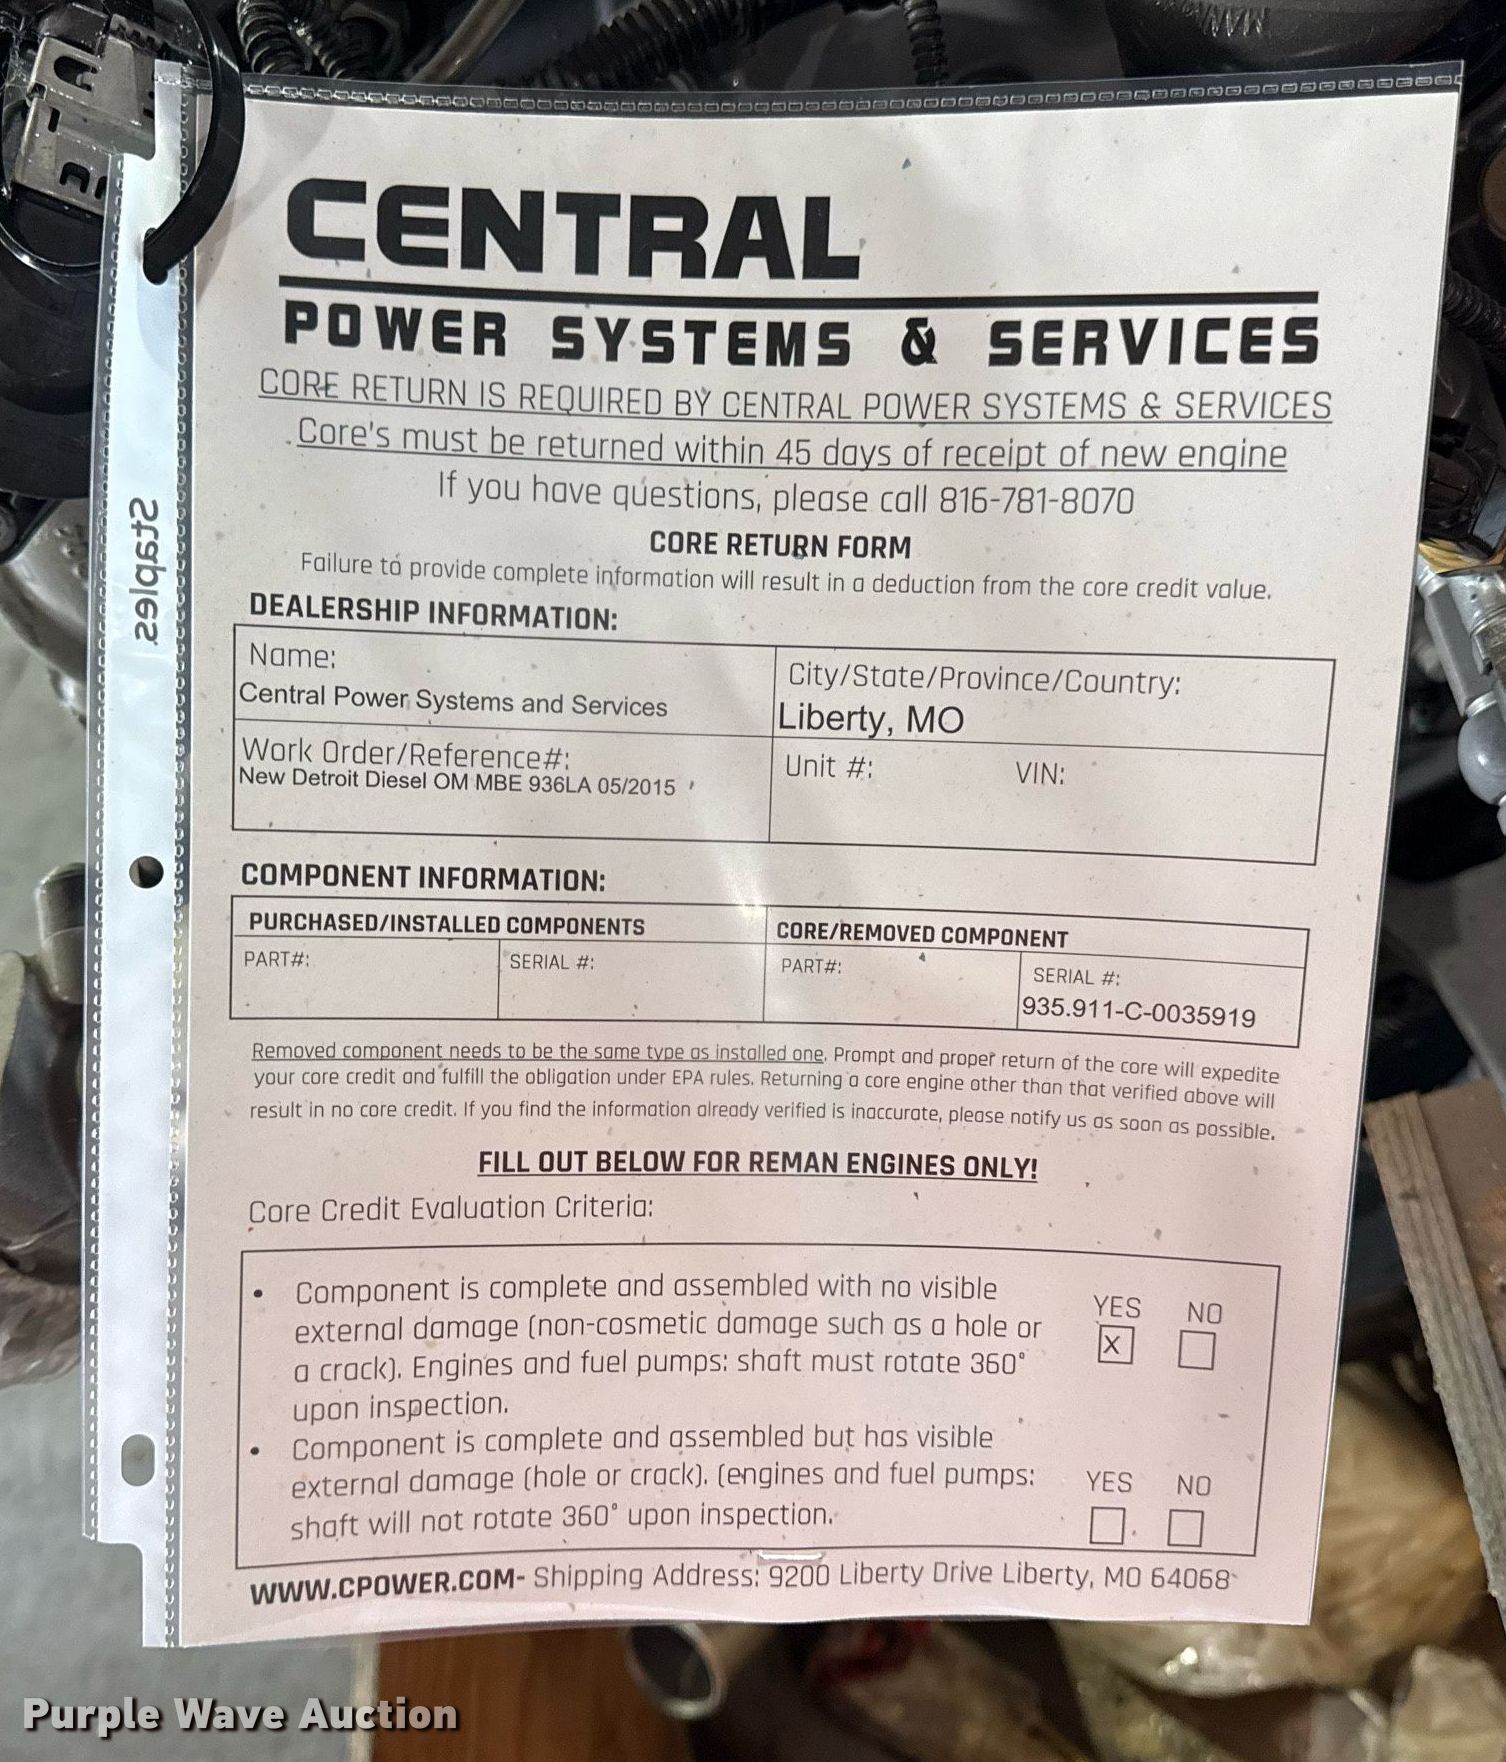 CENTRAL
POWER SYSTEMS & SERVICES
CORE RETURN IS REQUIRED BY CENTRAL POWER SYSTEMS & SERVICES
Core's must be returned within 45 days of receipt of new engine
If you have questions, please call 816-781-8070
CORE RETURN FORM
Failure to provide complete information will result in a deduction from the core credit value.
DEALERSHIP INFORMATION:
Name:
Central Power Systems and Services
City/State/Province/Country:
Liberty, MO
Work Order/Reference#:
New Detroit Diesel OM MBE 936LA 05/2015
Unit #:
VIN:
COMPONENT INFORMATION:
PURCHASED/INSTALLED COMPONENTS
CORE/REMOVED COMPONENT
PART#:
SERIAL #:
PART#:
SERIAL #:
935.911-C-0035919
Removed component needs to be the same type as installed one. Prompt and proper return of the core will expedite
your core credit and fulfill the obligation under EPA rules. Returning a core engine other than that verified above will
result in no core credit. If you find the information already verified is inaccurate, please notify us as soon as possible.
FILL OUT BELOW FOR REMAN ENGINES ONLY!
Core Credit Evaluation Criteria:
• Component is complete and assembled with no visible
external damage (non-cosmetic damage such as a hole or
a crack). Engines and fuel pumps: shaft must rotate 360°
upon inspection.
YES NO
X
• Component is complete and assembled but has visible
external damage (hole or crack). (engines and fuel pumps:
shaft will not rotate 360° upon inspection.
YES NO
WWW.CPOWER.COM- Shipping Address: 9200 Liberty Drive Liberty, MO 64068
Staples
Purple Wave Auction